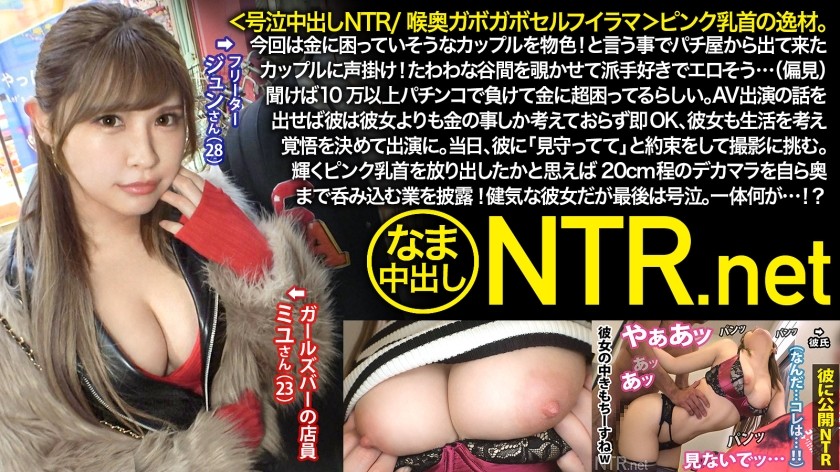 <号泣中出しNTR/ 喉奥ガボガボセルフイラマ>ピンク乳首の逸材。
今回は金に困っていそうなカップルを物色!と言う事でパチ屋から出て来た
カップルに声掛け!たわわな谷間を覗かせて派手好きでエロそう…(偏見)
聞けば10万以上パチンコで負けて金に超困ってるらしい。AV出演の話を
出せば彼は彼女よりも金の事しか考えておらず即OK、彼女も生活を考え
覚悟を決めて出演に。当日、彼に「見守ってて」と約束をして撮影に挑む。
輝くピンク乳首を放り出したかと思えば20cm程のデカマラを自ら奥
まで呑み込む業を披露!健気な彼女だが最後は号泣。一体何が…!?
フリーター
ジュンさん(28)
ガールズバーの店員
ミユさん(23)
なま
中出し
NTR.net
彼女の中きもちーすねw
やぁあッ
あッ
あッ
パンッ
パンッ
パンッ
見ないでッ…
彼氏
(なんだ…コレは…!!)
彼に公開NTR
NTR.net